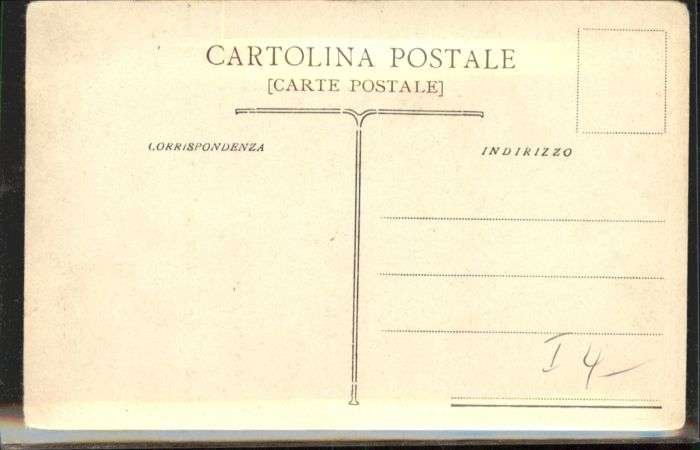 CARTOLINA POSTALE
[CARTE POSTALE]
CORRISPONDENZA
INDIRIZZO
I 4-